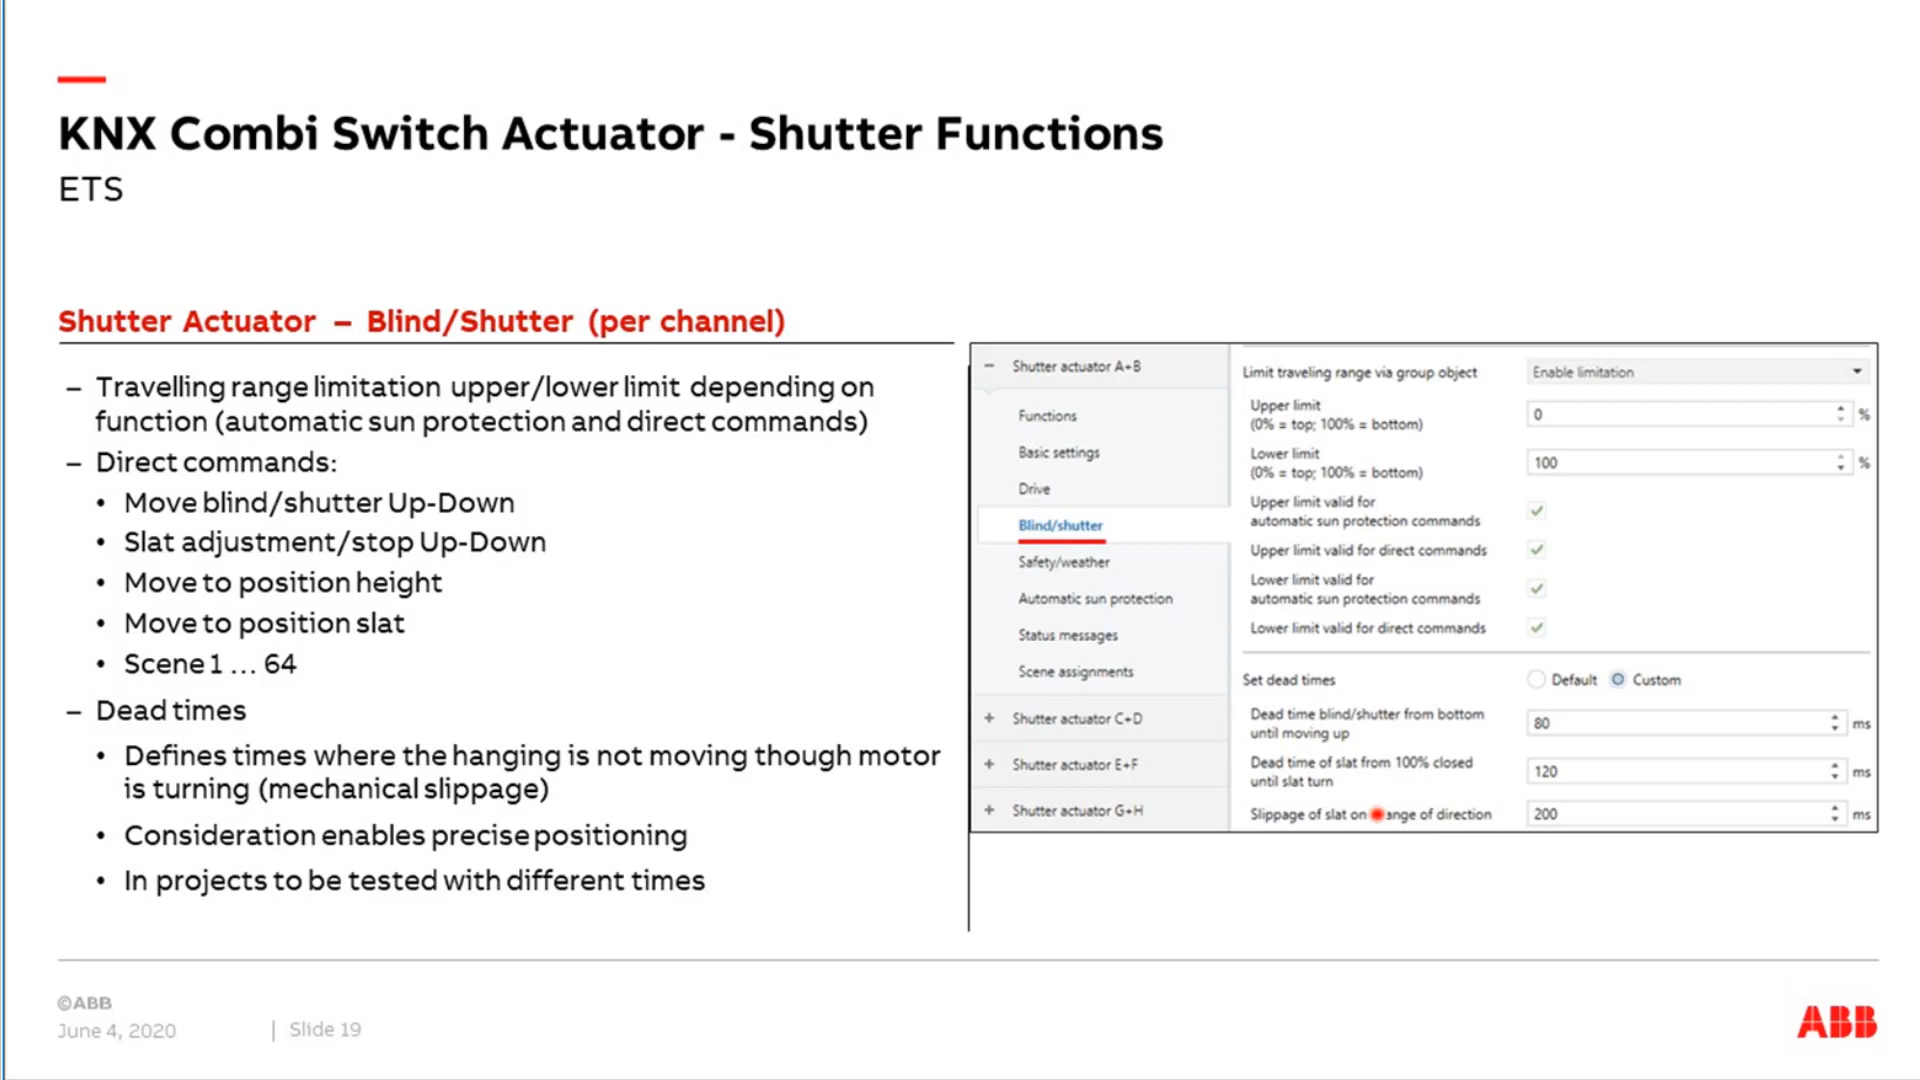 KNX Combi Switch Actuator - Shutter Functions
ETS
Shutter Actuator – Blind/Shutter (per channel)
– Travelling range limitation upper/lower limit depending on
function (automatic sun protection and direct commands)
– Direct commands:
• Move blind/shutter Up-Down
• Slat adjustment/stop Up-Down
• Move to position height
• Move to position slat
• Scene 1 … 64
– Dead times
• Defines times where the hanging is not moving though motor
is turning (mechanical slippage)
• Consideration enables precise positioning
• In projects to be tested with different times
− Shutter actuator A+B
Functions
Basic settings
Drive
Blind/shutter
Safety/weather
Automatic sun protection
Status messages
Scene assignments
+ Shutter actuator C+D
+ Shutter actuator E+F
+ Shutter actuator G+H
Limit traveling range via group object Enable limitation
Upper limit
(0% = top; 100% = bottom) 0 %
Lower limit
(0% = top; 100% = bottom) 100 %
Upper limit valid for
automatic sun protection commands
Upper limit valid for direct commands
Lower limit valid for
automatic sun protection commands
Lower limit valid for direct commands
Set dead times Default Custom
Dead time blind/shutter from bottom
until moving up 80 ms
Dead time of slat from 100% closed
until slat turn 120 ms
Slippage of slat on ange of direction 200 ms
©ABB
June 4, 2020 | Slide 19
ABB